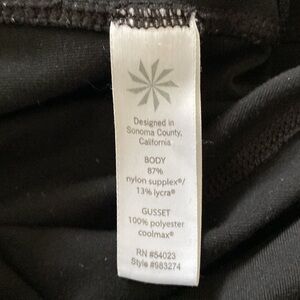 Designed in
Sonoma County,
California
BODY
87%
nylon supplex®/
13% lycra®
GUSSET
100% polyester
coolmax®
RN #54023
Style #983274